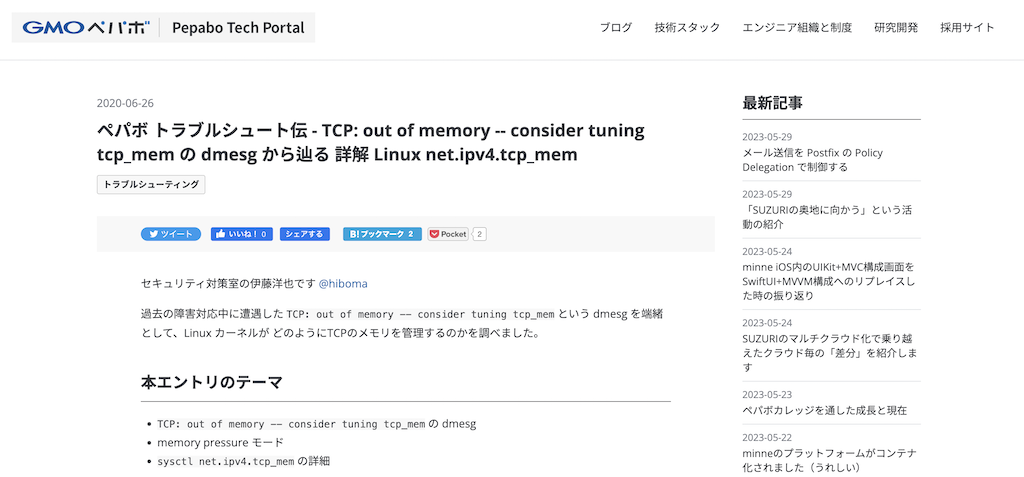 GMOペパボ Pepabo Tech Portal
ブログ 技術スタック エンジニア組織と制度 研究開発 採用サイト
2020-06-26
ペパボ トラブルシュート伝 - TCP: out of memory -- consider tuning
tcp_mem の dmesg から辿る 詳解 Linux net.ipv4.tcp_mem
トラブルシューティング
ツイート いいね！ 0 シェアする B!ブックマーク 2 Pocket 2
セキュリティ対策室の伊藤洋也です @hiboma
過去の障害対応中に遭遇した TCP: out of memory -- consider tuning tcp_mem という dmesg を端緒
として、Linux カーネルが どのようにTCPのメモリを管理するのかを調べました。
本エントリのテーマ
• TCP: out of memory -- consider tuning tcp_mem の dmesg
• memory pressure モード
• sysctl net.ipv4.tcp_mem の詳細
最新記事
2023-05-29
メール送信を Postfix の Policy
Delegation で制御する
2023-05-29
「SUZURIの奥地に向かう」という活
動の紹介
2023-05-24
minne iOS内のUIKit+MVC構成画面を
SwiftUI+MVVM構成へのリプレイスし
た時の振り返り
2023-05-24
SUZURIのマルチクラウド化で乗り越
えたクラウド毎の「差分」を紹介しま
す
2023-05-23
ペパボカレッジを通した成長と現在
2023-05-22
minneのプラットフォームがコンテナ
化されました（うれしい）